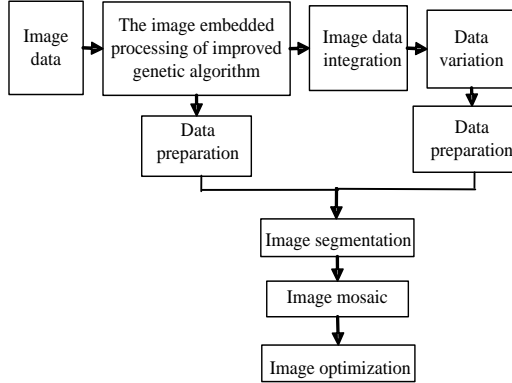 Image
data
The image embedded
processing of improved
genetic algorithm
Image data
integration
Data
variation
Data
preparation
Data
preparation
Image segmentation
Image mosaic
Image optimization